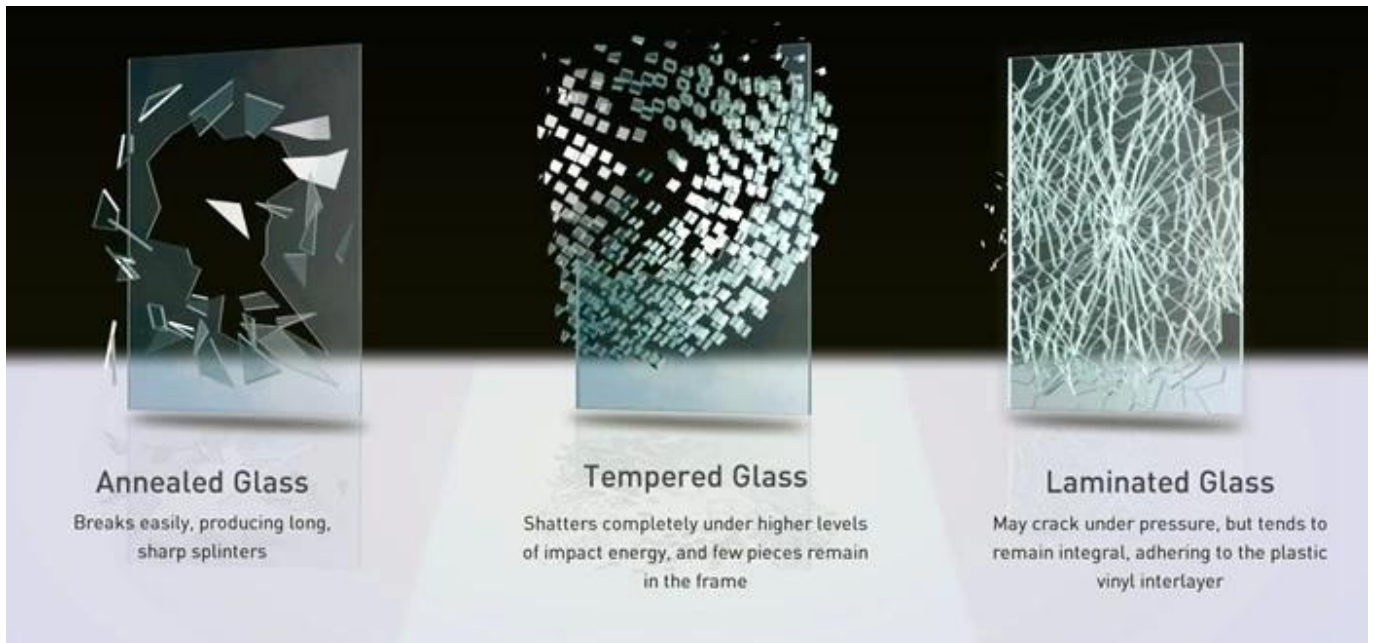 Annealed Glass
Breaks easily, producing long,
sharp splinters
Tempered Glass
Shatters completely under higher levels
of impact energy, and few pieces remain
in the frame
Laminated Glass
May crack under pressure, but tends to
remain integral, adhering to the plastic
vinyl interlayer